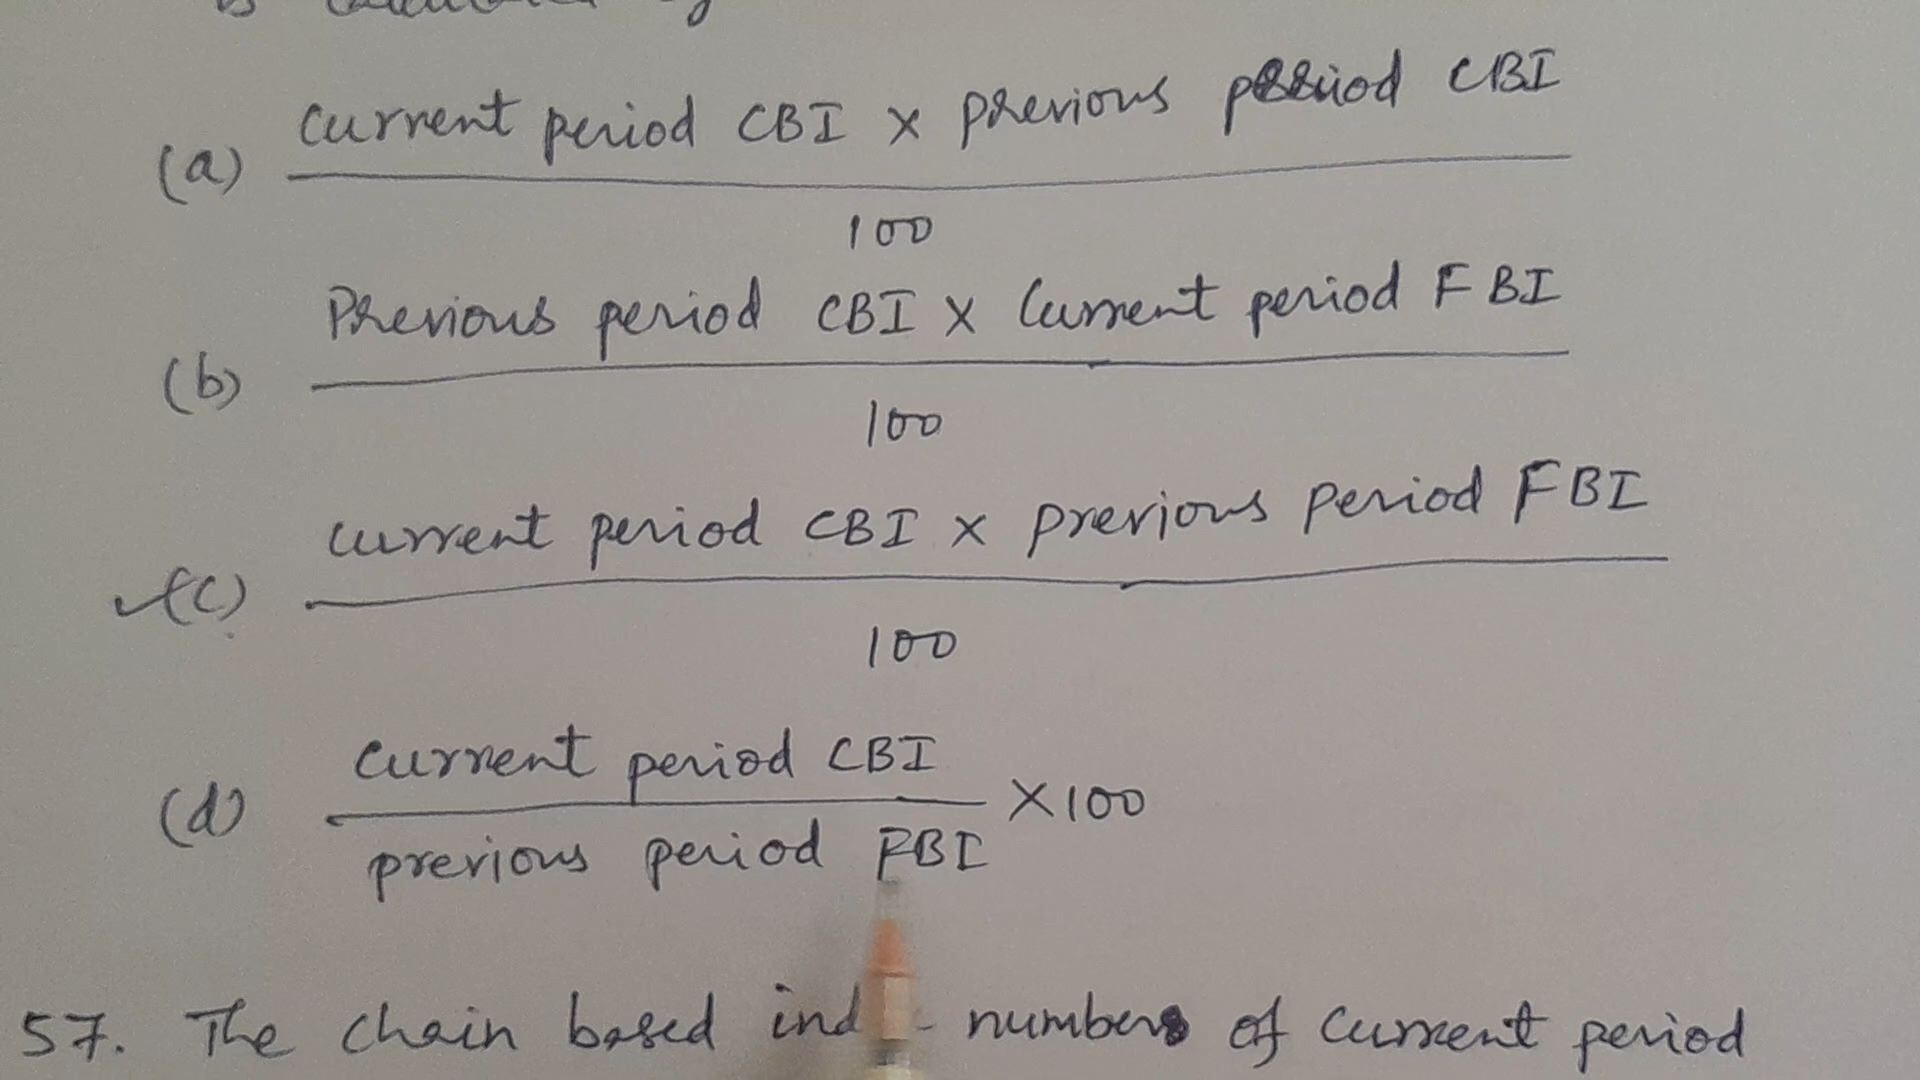 (a) Current period CBI × previous period CBI
100
(b) Previous period CBI × Current period FBI
100
(c) current period CBI × previous period FBI
100
(d) current period CBI
previous period FBI ×100
57. The chain based numbers of current period